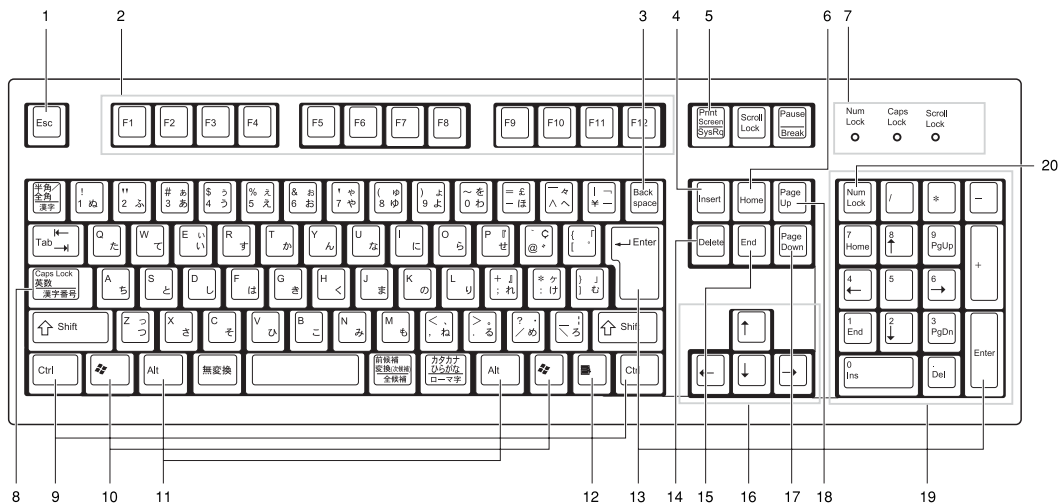 1 2 3 4 5 6 7
Esc F1 F2 F3 F4 F5 F6 F7 F8 F9 F10 F11 F12
Print Screen SysRq
Scroll Lock
Pause Break
Num Lock
Caps Lock
Scroll Lock
20
半角/全角 漢字
! 1 ぬ
" 2 ふ
# ぁ 3 あ
$ ぅ 4 う
% ぇ 5 え
& ぉ 6 お
' ゃ 7 や
( ゅ 8 ゆ
) ょ 9 よ
~ を 0 わ
= £ - ほ
‾ 々 ^ へ
| ¬ ¥ ー
Back space
Insert
Home
Page Up
Num Lock
/
*
-
Tab
Q た
W て
E ぃ い
R す
T か
Y ん
U な
I に
O ら
P 『 せ
` ¢ @ ゛
{ 「 [ ゜
Enter
Delete
End
Page Down
7 Home
8 ↑
9 PgUp
+
Caps Lock 英数 漢字番号
A ち
S と
D し
F は
G き
H く
J ま
K の
L り
+ 』 ; れ
* ヶ : け
} 」 ] む
4 ←
5
6 →
Shift
Z っ つ
X さ
C そ
V ひ
B こ
N み
M も
< 、 , ね
> 。 . る
? ・ / め
_ ¦ \ ろ
Shift
↑
1 End
2 ↓
3 PgDn
Enter
Ctrl
Alt
無変換
前候補 変換(次候補) 全候補
カタカナ ひらがな ローマ字
Alt
Ctrl
← ↓ →
0 Ins
. Del
8 9 10 11 12 13 14 15 16 17 18 19